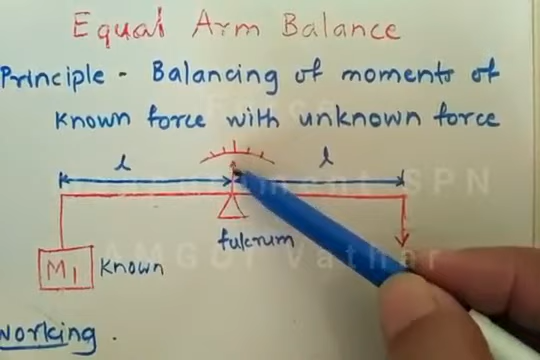 Equal Arm Balance
Principle - Balancing of moments of
known force with unknown force
l
l
fulcrum
M1 known
working.